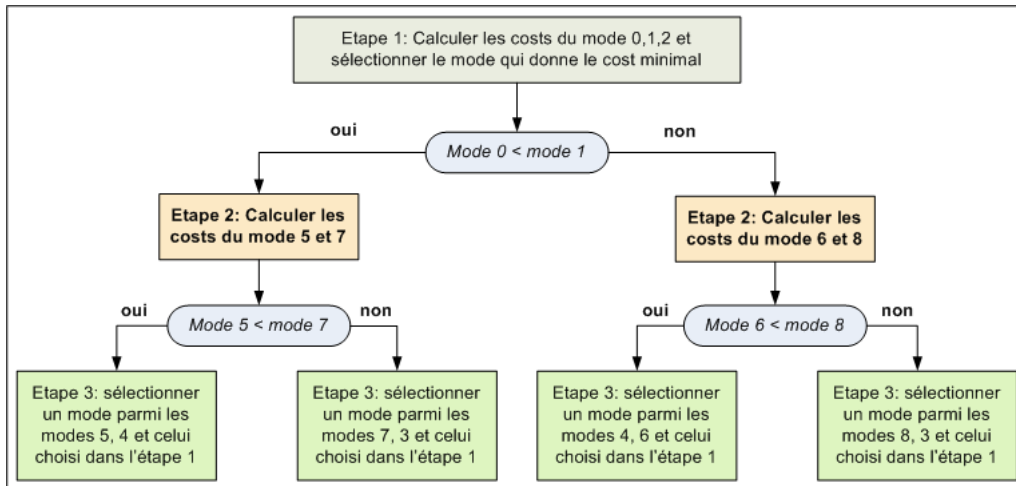 Etape 1: Calculer les costs du mode 0,1,2 et
sélectionner le mode qui donne le cost minimal
oui
non
Mode 0 < mode 1
Etape 2: Calculer les
costs du mode 5 et 7
Etape 2: Calculer les
costs du mode 6 et 8
oui
Mode 5 < mode 7
non
oui
Mode 6 < mode 8
non
Etape 3: sélectionner
un mode parmi les
modes 5, 4 et celui
choisi dans l'étape 1
Etape 3: sélectionner
un mode parmi les
modes 7, 3 et celui
choisi dans l'étape 1
Etape 3: sélectionner
un mode parmi les
modes 4, 6 et celui
choisi dans l'étape 1
Etape 3: sélectionner
un mode parmi les
modes 8, 3 et celui
choisi dans l'étape 1